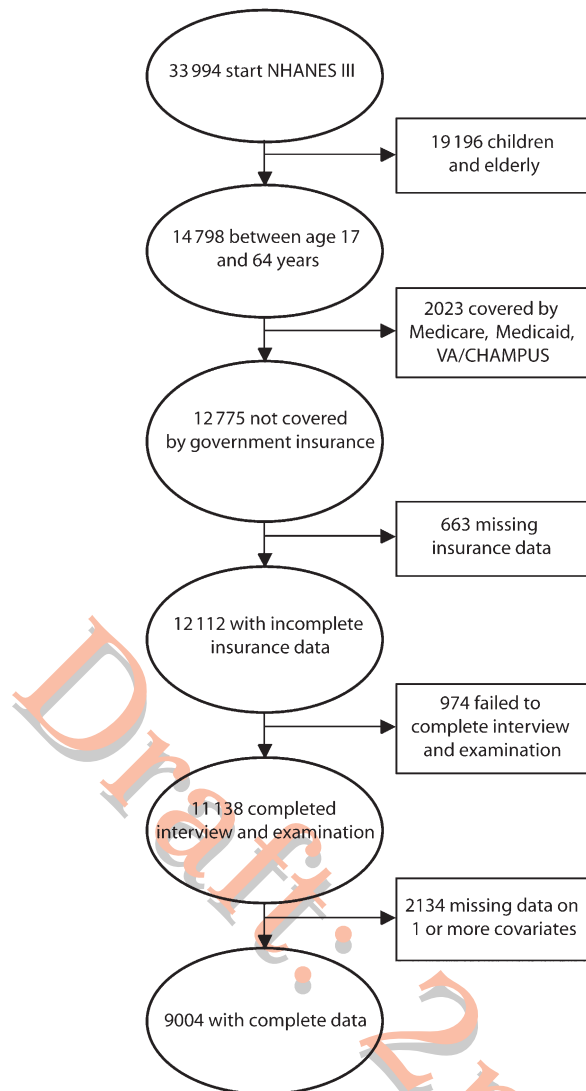 33 994 start NHANES III
19 196 children
and elderly
14 798 between age 17
and 64 years
2023 covered by
Medicare, Medicaid,
VA/CHAMPUS
12 775 not covered
by government insurance
663 missing
insurance data
12 112 with incomplete
insurance data
974 failed to
complete interview
and examination
11 138 completed
interview and examination
2134 missing data on
1 or more covariates
9004 with complete data
Draft: 2